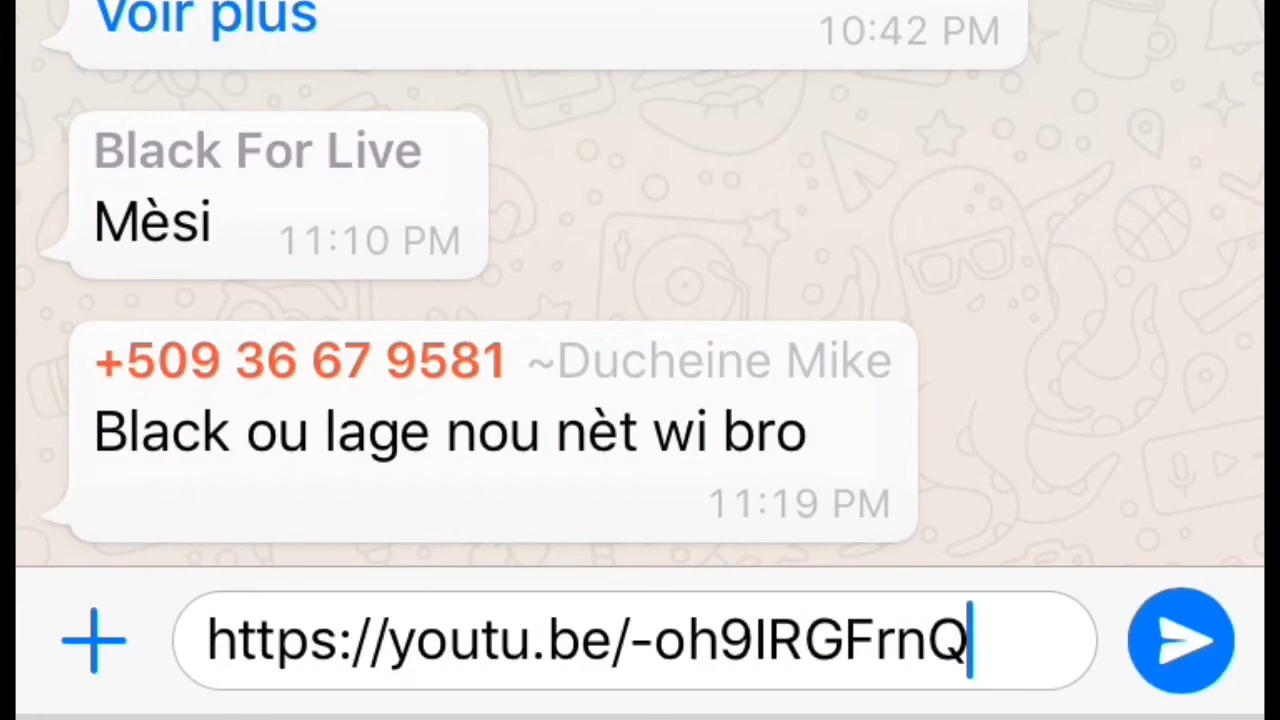 Voir plus
10:42 PM
Black For Live
Mèsi
11:10 PM
+509 36 67 9581 ~Ducheine Mike
Black ou lage nou nèt wi bro
11:19 PM
https://youtu.be/-oh9IRGFrnQ